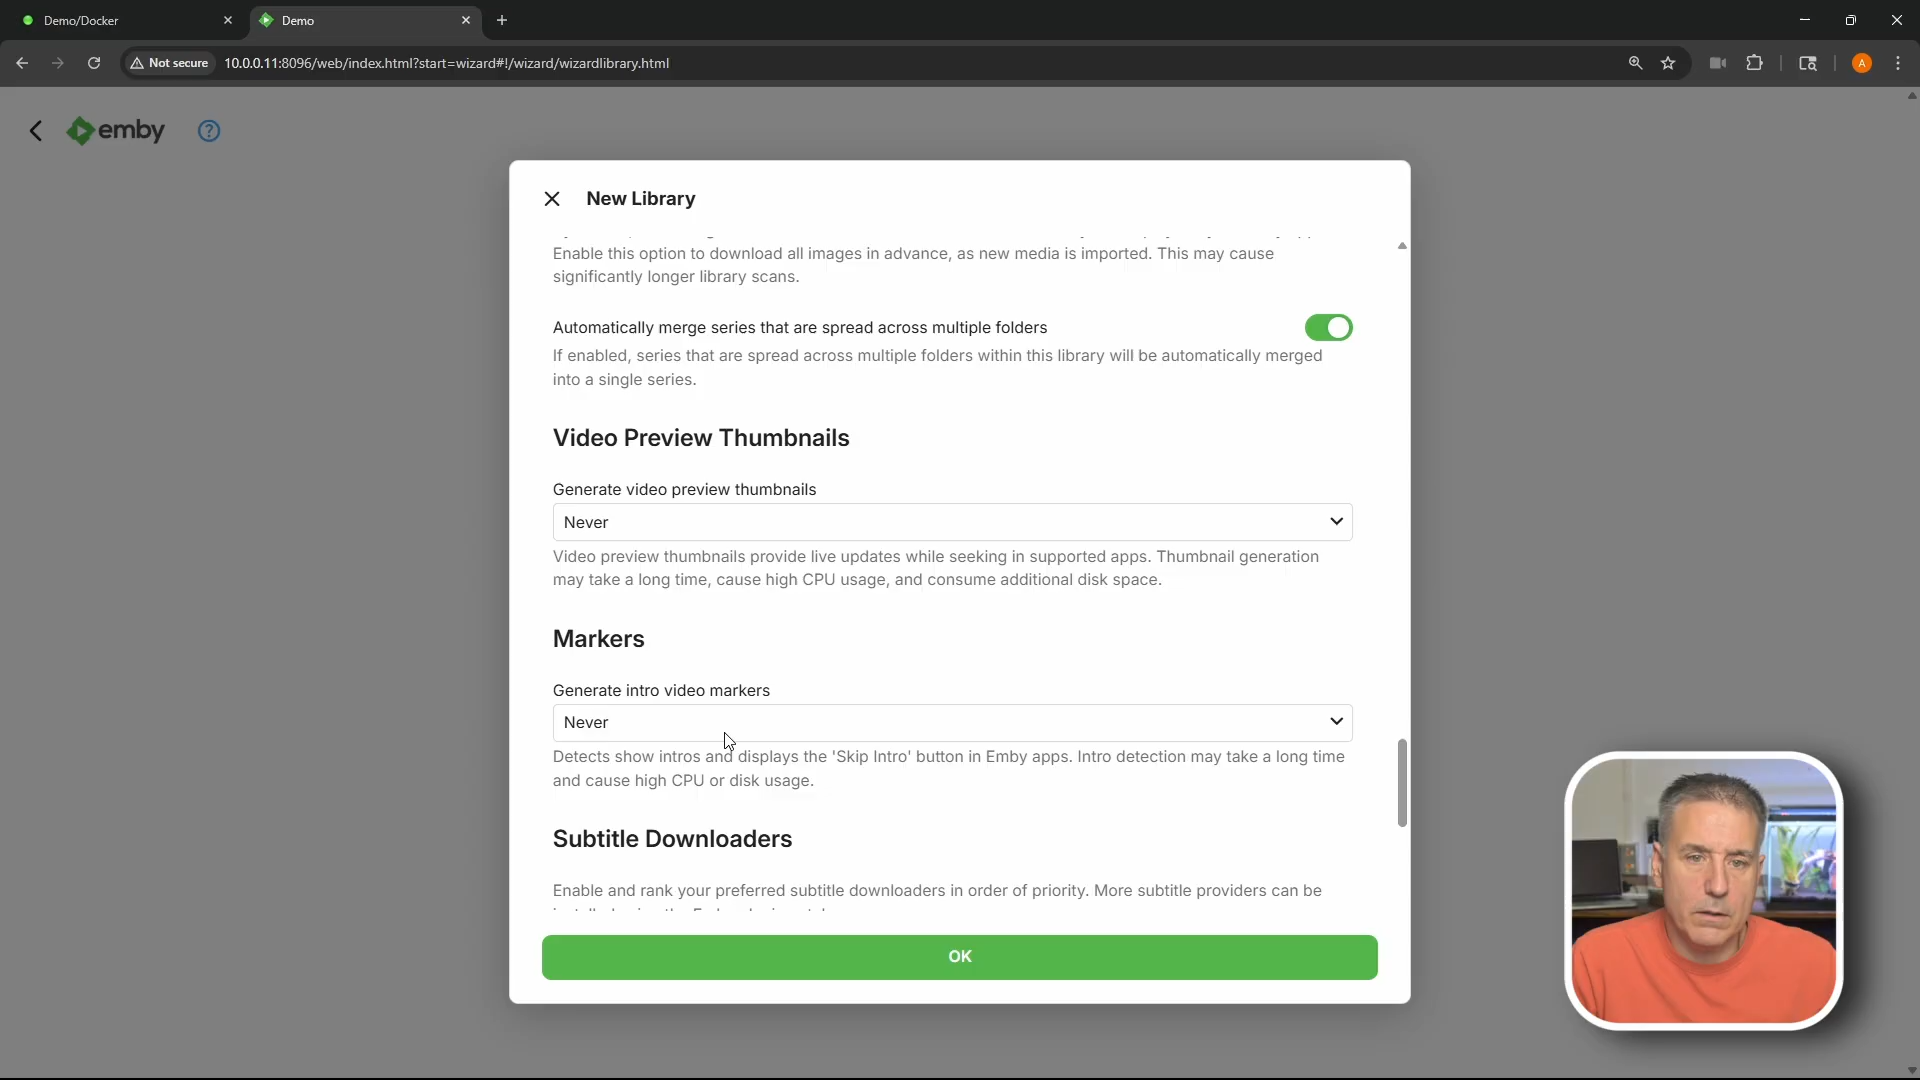 Demo/Docker
Demo
Not secure
10.0.0.11:8096/web/index.html?start=wizard#!/wizard/wizardlibrary.html
A
emby
?
New Library
Enable this option to download all images in advance, as new media is imported. This may cause
significantly longer library scans.
Automatically merge series that are spread across multiple folders
If enabled, series that are spread across multiple folders within this library will be automatically merged
into a single series.
Video Preview Thumbnails
Generate video preview thumbnails
Never
Video preview thumbnails provide live updates while seeking in supported apps. Thumbnail generation
may take a long time, cause high CPU usage, and consume additional disk space.
Markers
Generate intro video markers
Never
Detects show intros and displays the 'Skip Intro' button in Emby apps. Intro detection may take a long time
and cause high CPU or disk usage.
Subtitle Downloaders
Enable and rank your preferred subtitle downloaders in order of priority. More subtitle providers can be
OK